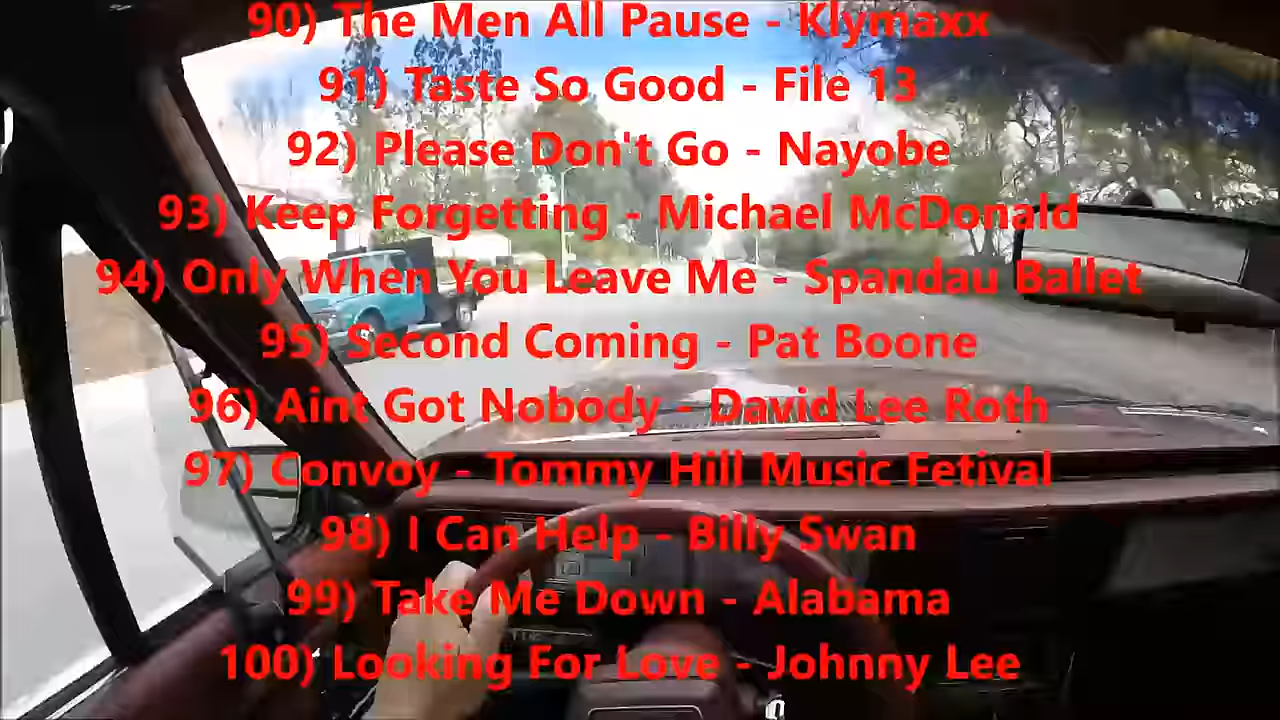 90) The Men All Pause - Klymaxx
91) Taste So Good - File 13
92) Please Don't Go - Nayobe
93) Keep Forgetting - Michael McDonald
94) Only When You Leave Me - Spandau Ballet
95) Second Coming - Pat Boone
96) Aint Got Nobody - David Lee Roth
97) Convoy - Tommy Hill Music Fetival
98) I Can Help - Billy Swan
99) Take Me Down - Alabama
100) Looking For Love - Johnny Lee